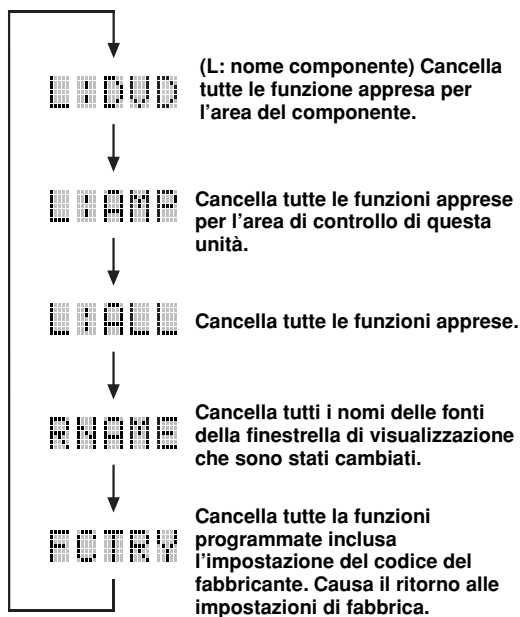 L:DVD
(L: nome componente) Cancella
tutte le funzione appresa per
l'area del componente.
L:AMP
Cancella tutte le funzioni apprese
per l'area di controllo di questa
unità.
L:ALL
Cancella tutte le funzioni apprese.
RNAME
Cancella tutti i nomi delle fonti
della finestrella di visualizzazione
che sono stati cambiati.
FCTRY
Cancella tutte la funzioni
programmate inclusa
l'impostazione del codice del
fabbricante. Causa il ritorno alle
impostazioni di fabbrica.